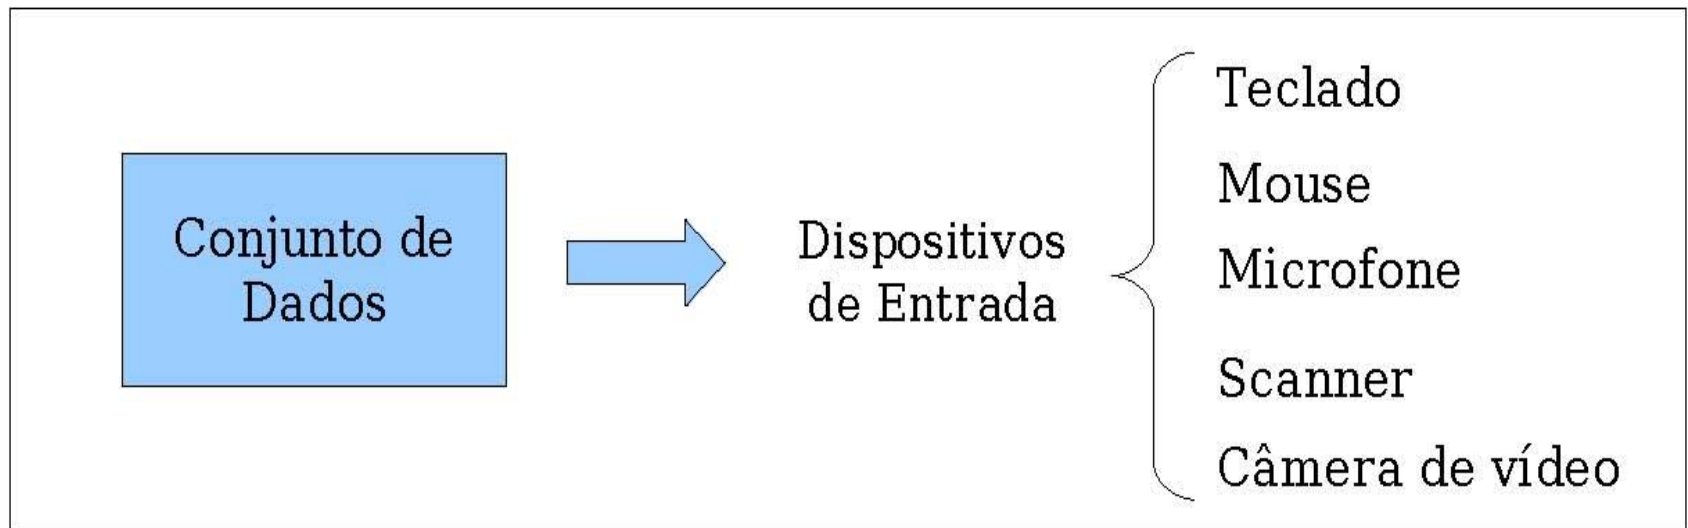 Conjunto de
Dados
Dispositivos
de Entrada
Teclado
Mouse
Microfone
Scanner
Câmera de vídeo